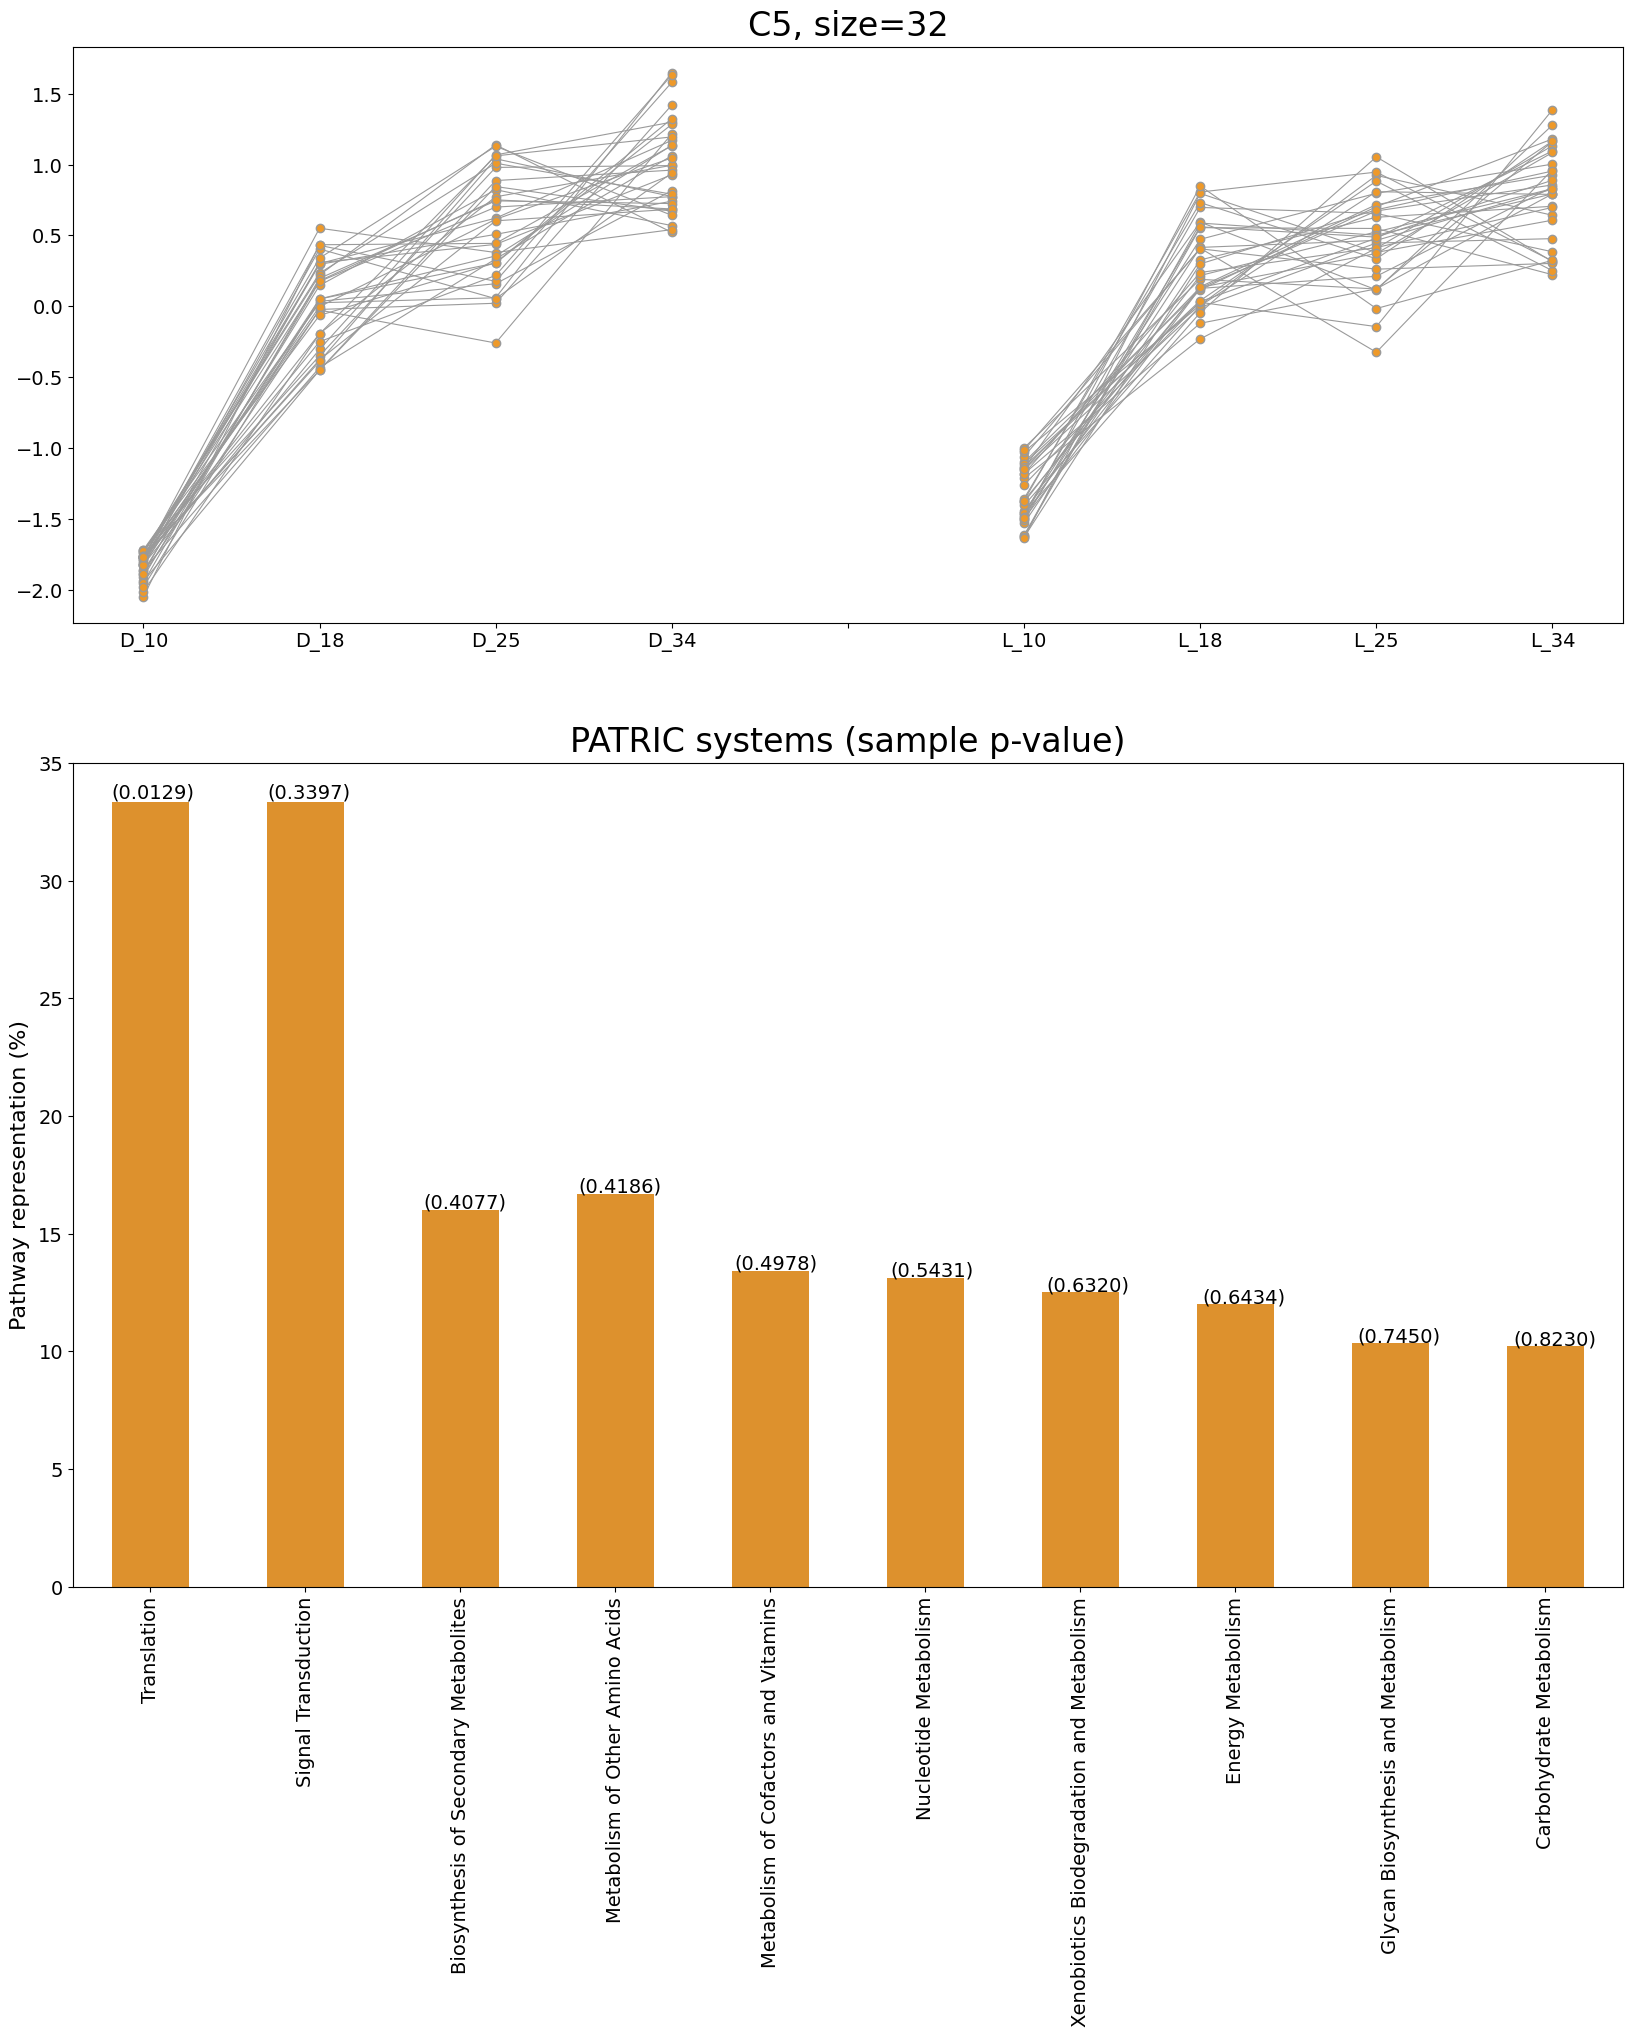 C5, size=32
1.5
1.0
0.5
0.0
−0.5
−1.0
−1.5
−2.0
D_10 D_18 D_25 D_34 L_10 L_18 L_25 L_34
PATRIC systems (sample p-value)
Pathway representation (%)
35
30
25
20
15
10
5
0
(0.0129) (0.3397) (0.4077) (0.4186) (0.4978) (0.5431) (0.6320) (0.6434) (0.7450) (0.8230)
Translation
Signal Transduction
Biosynthesis of Secondary Metabolites
Metabolism of Other Amino Acids
Metabolism of Cofactors and Vitamins
Nucleotide Metabolism
Xenobiotics Biodegradation and Metabolism
Energy Metabolism
Glycan Biosynthesis and Metabolism
Carbohydrate Metabolism